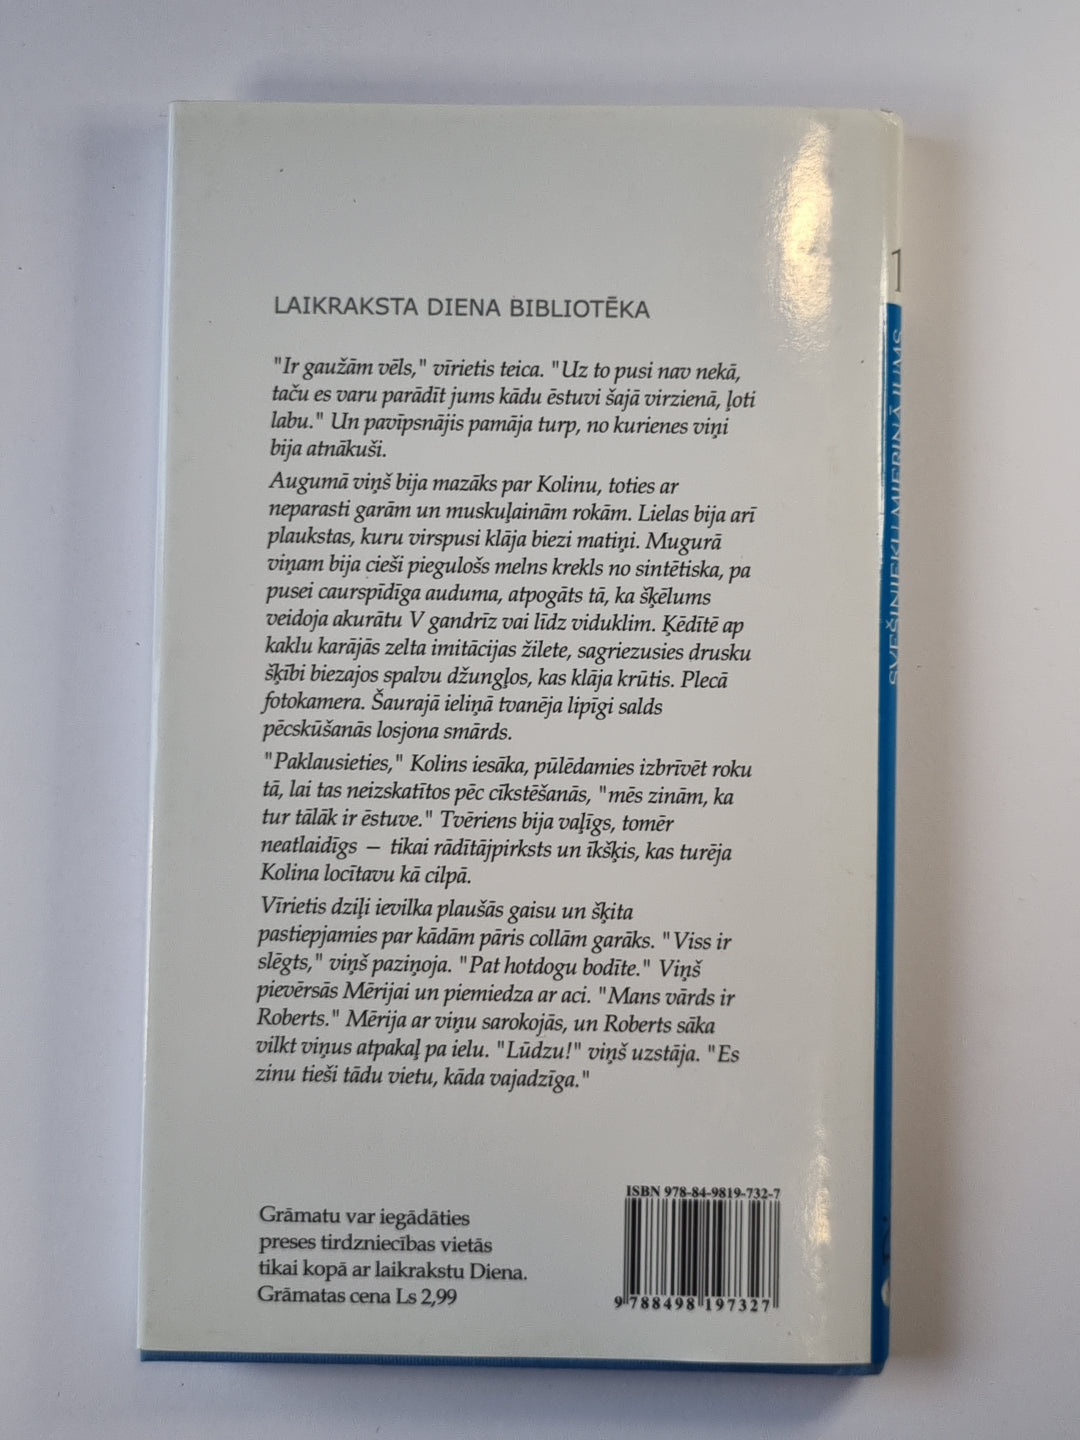 LAIKRAKSTA DIENA BIBLIOTĒKA
"Ir gaužām vēls," vīrietis teica. "Uz to pusi nav nekā,
taču es varu parādīt jums kādu ēstuvi šajā virzienā, ļoti
labu." Un pavīpsnājis pamāja turp, no kurienes viņi
bija atnākuši.
Augumā viņš bija mazāks par Kolinu, toties ar
neparasti garām un muskuļainām rokām. Lielas bija arī
plaukstas, kuru virspusi klāja biezi matiņi. Mugurā
viņam bija cieši piegulošs melns krekls no sintētiska, pa
pusei caurspīdīga auduma, atpogāts tā, ka šķēlums
veidoja akurātu V gandrīz vai līdz viduklim. Ķēdītē ap
kaklu karājās zelta imitācijas žilete, sagriezusies drusku
šķībi biezajos spalvu džungļos, kas klāja krūtis. Plecā
fotokamera. Šaurajā ieliņā tvanēja lipīgi salds
pēcskūšanās losjona smārds.
"Paklausieties," Kolins iesāka, pūlēdamies izbrīvēt roku
tā, lai tas neizskatītos pēc cīkstēšanās, "mēs zinām, ka
tur tālāk ir ēstuve." Tvēriens bija vaļīgs, tomēr
neatlaidīgs — tikai rādītājpirksts un īkšķis, kas turēja
Kolina locītavu kā cilpā.
Vīrietis dziļi ievilka plaušās gaisu un šķita
pastiepjamies par kādām pāris collām garāks. "Viss ir
slēgts," viņš paziņoja. "Pat hotdogu bodīte." Viņš
pievērsās Mērijai un piemiedza ar aci. "Mans vārds ir
Roberts." Mērija ar viņu sarokojās, un Roberts sāka
vilkt viņus atpakaļ pa ielu. "Lūdzu!" viņš uzstāja. "Es
zinu tieši tādu vietu, kāda vajadzīga."
Grāmatu var iegādāties
preses tirdzniecības vietās
tikai kopā ar laikrakstu Diena.
Grāmatas cena Ls 2,99
ISBN 978-84-9819-732-7
9 788498 197327
1
SVEŠINIEKU MIERINĀJUMS